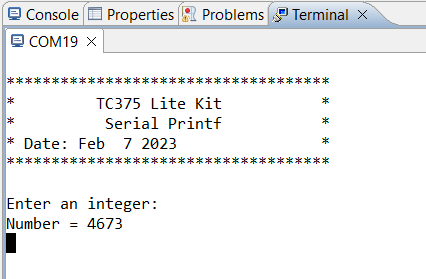 Console Properties Problems Terminal
COM19
************************************
* TC375 Lite Kit *
* Serial Printf *
* Date: Feb  7 2023 *
************************************
Enter an integer:
Number = 4673